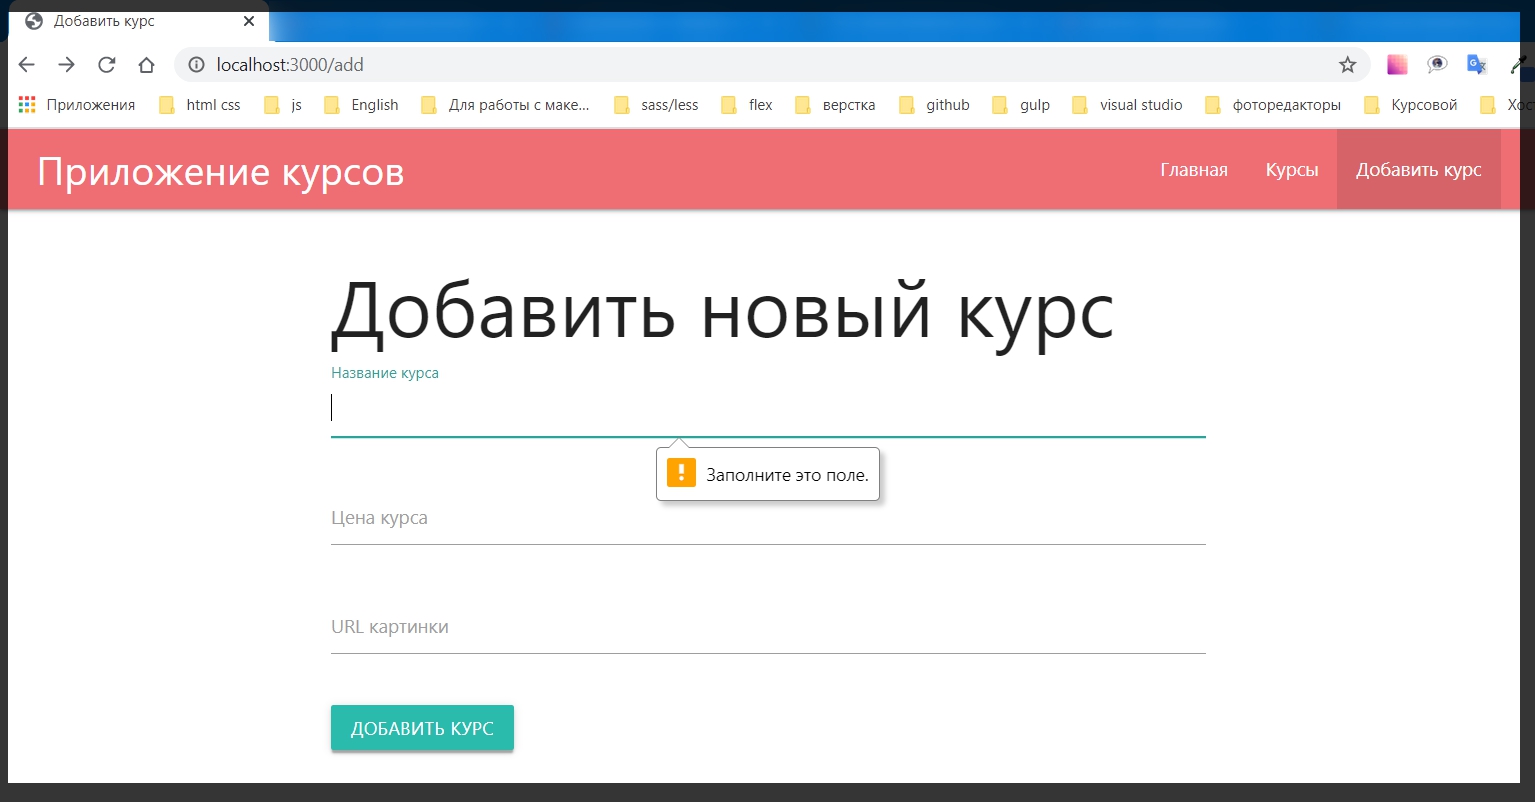 Добавить курс
localhost:3000/add
Приложения html css js English Для работы с маке... sass/less flex верстка github gulp visual studio фоторедакторы Курсовой Хос
Приложение курсов Главная Курсы Добавить курс
Добавить новый курс
Название курса
Заполните это поле.
Цена курса
URL картинки
ДОБАВИТЬ КУРС